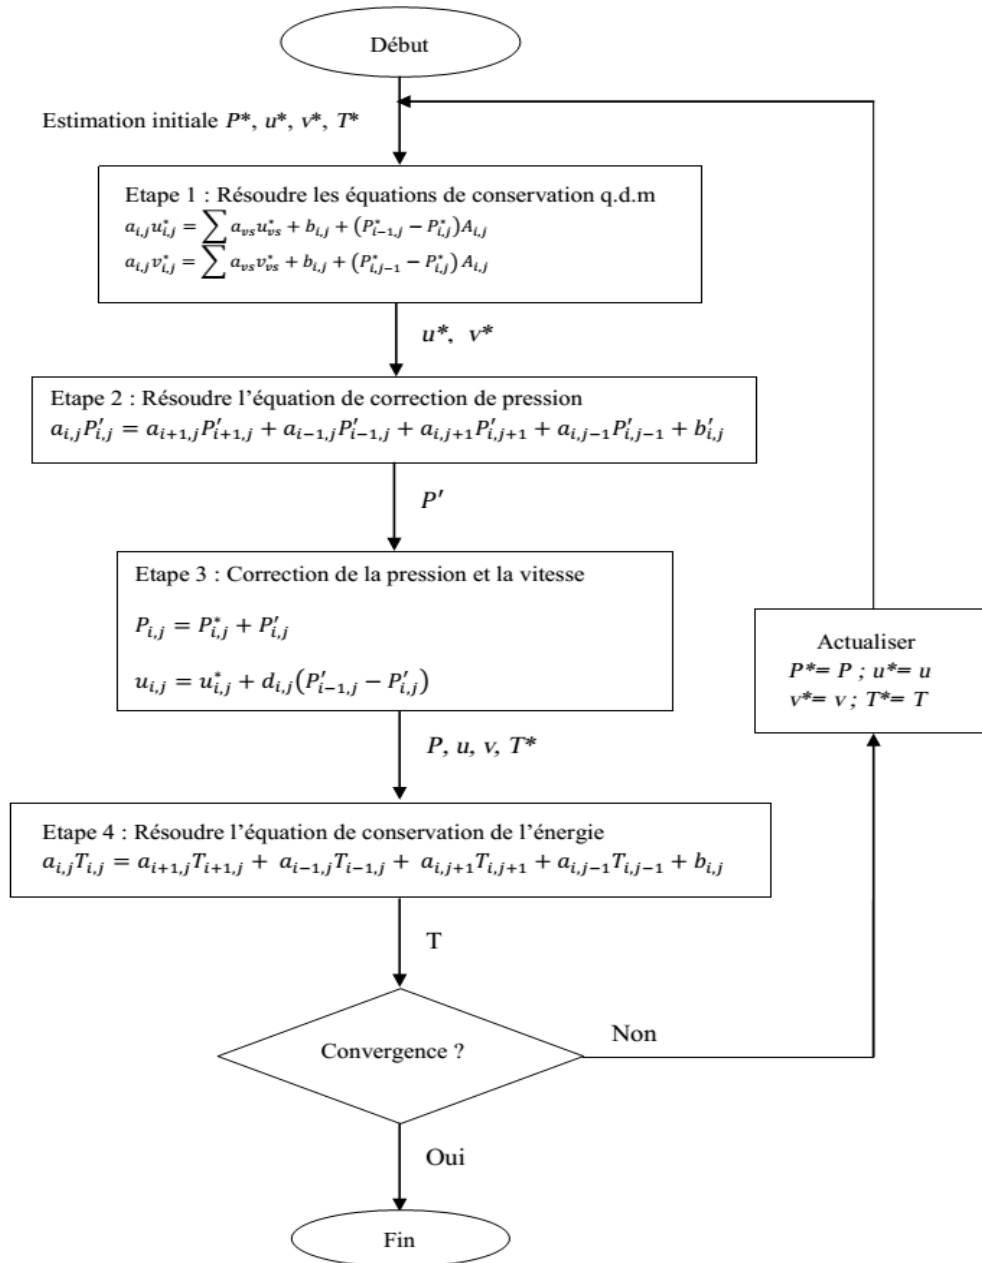 Début
Estimation initiale P*, u*, v*, T*
Etape 1 : Résoudre les équations de conservation q.d.m
a_{i,j}u^*_{i,j} = ∑ a_{vs}u^*_{vs} + b_{i,j} + (P^*_{i-1,j} − P^*_{i,j})A_{i,j}
a_{i,j}v^*_{i,j} = ∑ a_{vs}v^*_{vs} + b_{i,j} + (P^*_{i,j-1} − P^*_{i,j})A_{i,j}
u*, v*
Etape 2 : Résoudre l’équation de correction de pression
a_{i,j}P'_{i,j} = a_{i+1,j}P'_{i+1,j} + a_{i-1,j}P'_{i-1,j} + a_{i,j+1}P'_{i,j+1} + a_{i,j-1}P'_{i,j-1} + b'_{i,j}
P'
Etape 3 : Correction de la pression et la vitesse
P_{i,j} = P^*_{i,j} + P'_{i,j}
u_{i,j} = u^*_{i,j} + d_{i,j}(P'_{i-1,j} − P'_{i,j})
Actualiser
P*= P ; u*= u
v*= v ; T*= T
P, u, v, T*
Etape 4 : Résoudre l’équation de conservation de l’énergie
a_{i,j}T_{i,j} = a_{i+1,j}T_{i+1,j} + a_{i-1,j}T_{i-1,j} + a_{i,j+1}T_{i,j+1} + a_{i,j-1}T_{i,j-1} + b_{i,j}
T
Convergence ?
Non
Oui
Fin